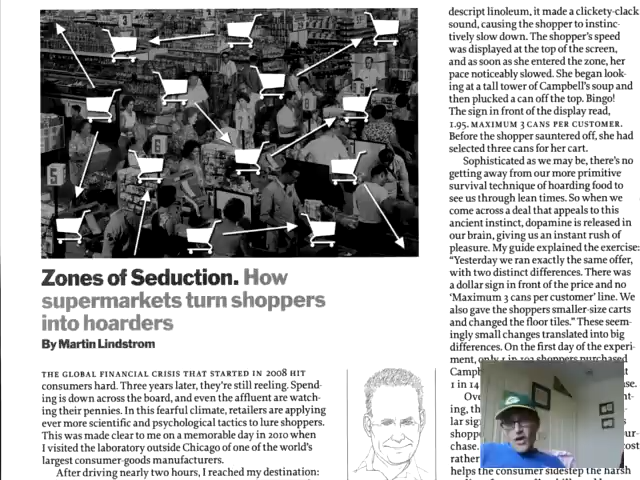 3
6
8
5
6
Zones of Seduction. How
supermarkets turn shoppers
into hoarders
By Martin Lindstrom
THE GLOBAL FINANCIAL CRISIS THAT STARTED IN 2008 HIT
consumers hard. Three years later, they're still reeling. Spend-
ing is down across the board, and even the affluent are watch-
ing their pennies. In this fearful climate, retailers are applying
ever more scientific and psychological tactics to lure shoppers.
This was made clear to me on a memorable day in 2010 when
I visited the laboratory outside Chicago of one of the world's
largest consumer-goods manufacturers.
After driving nearly two hours, I reached my destination:
descript linoleum, it made a clickety-clack
sound, causing the shopper to instinc-
tively slow down. The shopper's speed
was displayed at the top of the screen,
and as soon as she entered the zone, her
pace noticeably slowed. She began look-
ing at a tall tower of Campbell's soup and
then plucked a can off the top. Bingo!
The sign in front of the display read,
1.95. MAXIMUM 3 CANS PER CUSTOMER.
Before the shopper sauntered off, she had
selected three cans for her cart.
Sophisticated as we may be, there's no
getting away from our more primitive
survival technique of hoarding food to
see us through lean times. So when we
come across a deal that appeals to this
ancient instinct, dopamine is released in
our brain, giving us an instant rush of
pleasure. My guide explained the exercise:
"Yesterday we ran exactly the same offer,
with two distinct differences. There was
a dollar sign in front of the price and no
'Maximum 3 cans per customer' line. We
also gave the shoppers smaller-size carts
and changed the floor tiles." These seem-
ingly small changes translated into big
differences. On the first day of the experi-
ment, only 1 in 103 shoppers purchased
1 in 14
rather
helps the consumer sidestep the harsh